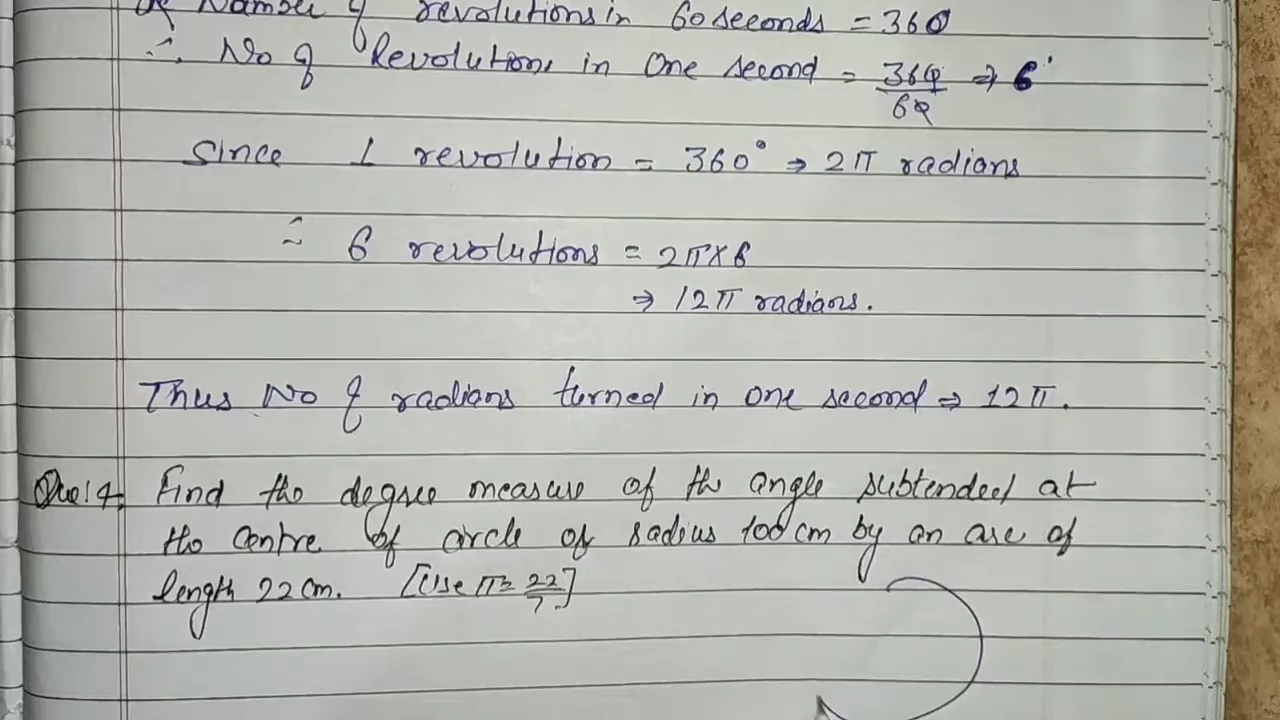 Number of revolutions in 60 seconds = 360
∴ No of Revolutions in One second = 360/60 ⇒ 6
Since 1 revolution = 360° ⇒ 2π radians
∴ 6 revolutions = 2π×6
⇒ 12π radians.
Thus No of radians turned in one second ⇒ 12π.
Que:4. Find the degree measure of the angle subtended at
the Centre of circle of radius 100 cm by an arc of
length 22 cm. [Use π = 22/7]